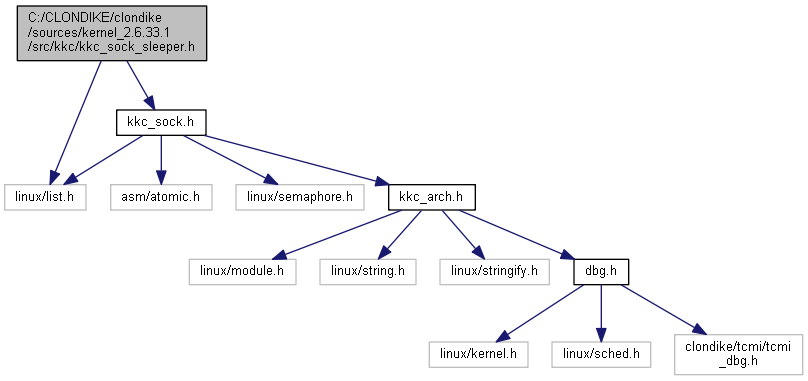 C:/CLONDIKE/clondike
/sources/kernel_2.6.33.1
/src/kkc/kkc_sock_sleeper.h
kkc_sock.h
linux/list.h
asm/atomic.h
linux/semaphore.h
kkc_arch.h
linux/module.h
linux/string.h
linux/stringify.h
dbg.h
linux/kernel.h
linux/sched.h
clondike/tcmi/tcmi
_dbg.h